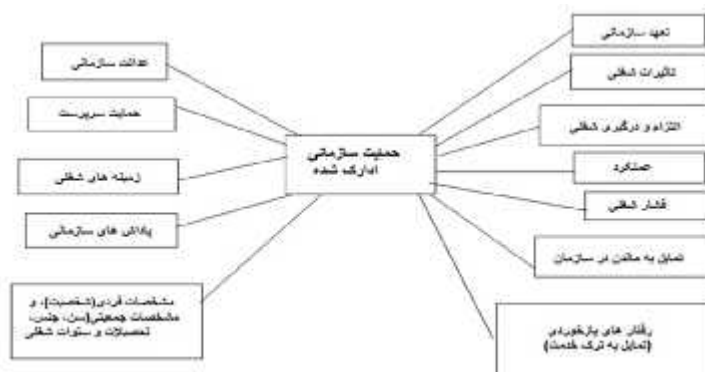 تعهد سازمانی
تاثیرات شغلی
التزام و درگیری شغلی
عملکرد
فشار شغلی
تمایل به ماندن در سازمان
رفتار های بازخوردی
(تمایل به ترک خدمت)
حمایت سازمانی
ادارک شده
عدالت سازمانی
حمایت سرپرست
زمینه های شغلی
پاداش های سازمانی
مشخصات فردی(شخصیت)، و
مشخصات جمعیتی(سن، جنس،
تحصیلات و سنوات شغلی